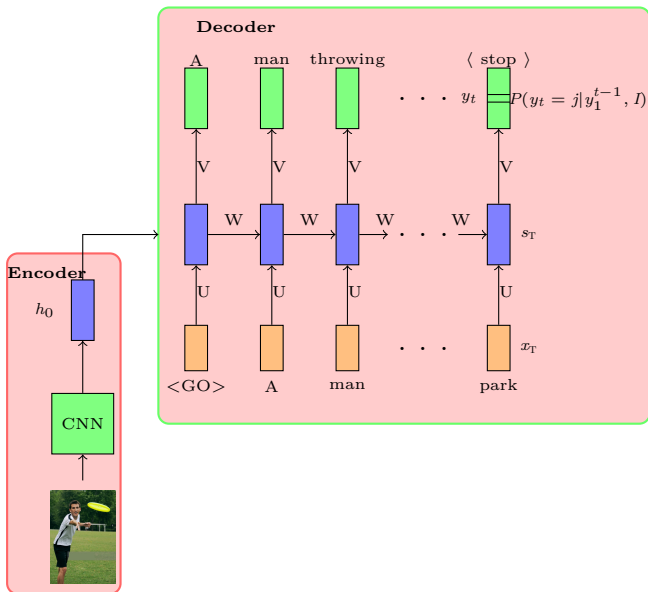 Decoder
A man throwing ⟨ stop ⟩
· · · y_t P(y_t = j|y_1^{t−1}, I)
V V V V
W W W W
· · · s_T
Encoder
h_0
U U U U
· · · x_T
<GO> A man park
CNN